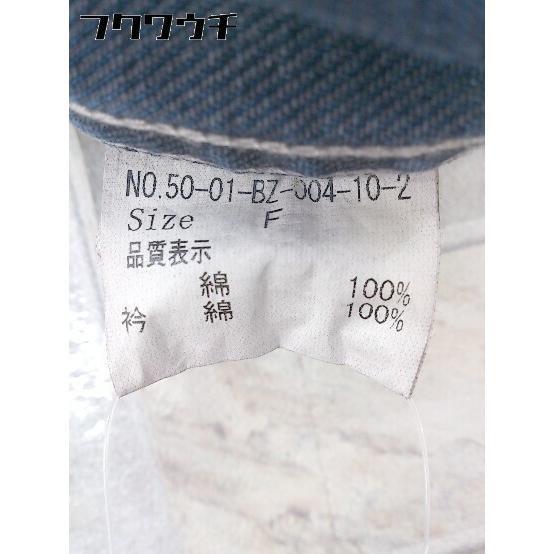 フクワウチ
NO.50-01-BZ-004-10-2
Size F
品質表示
綿 100%
衿 綿 100%